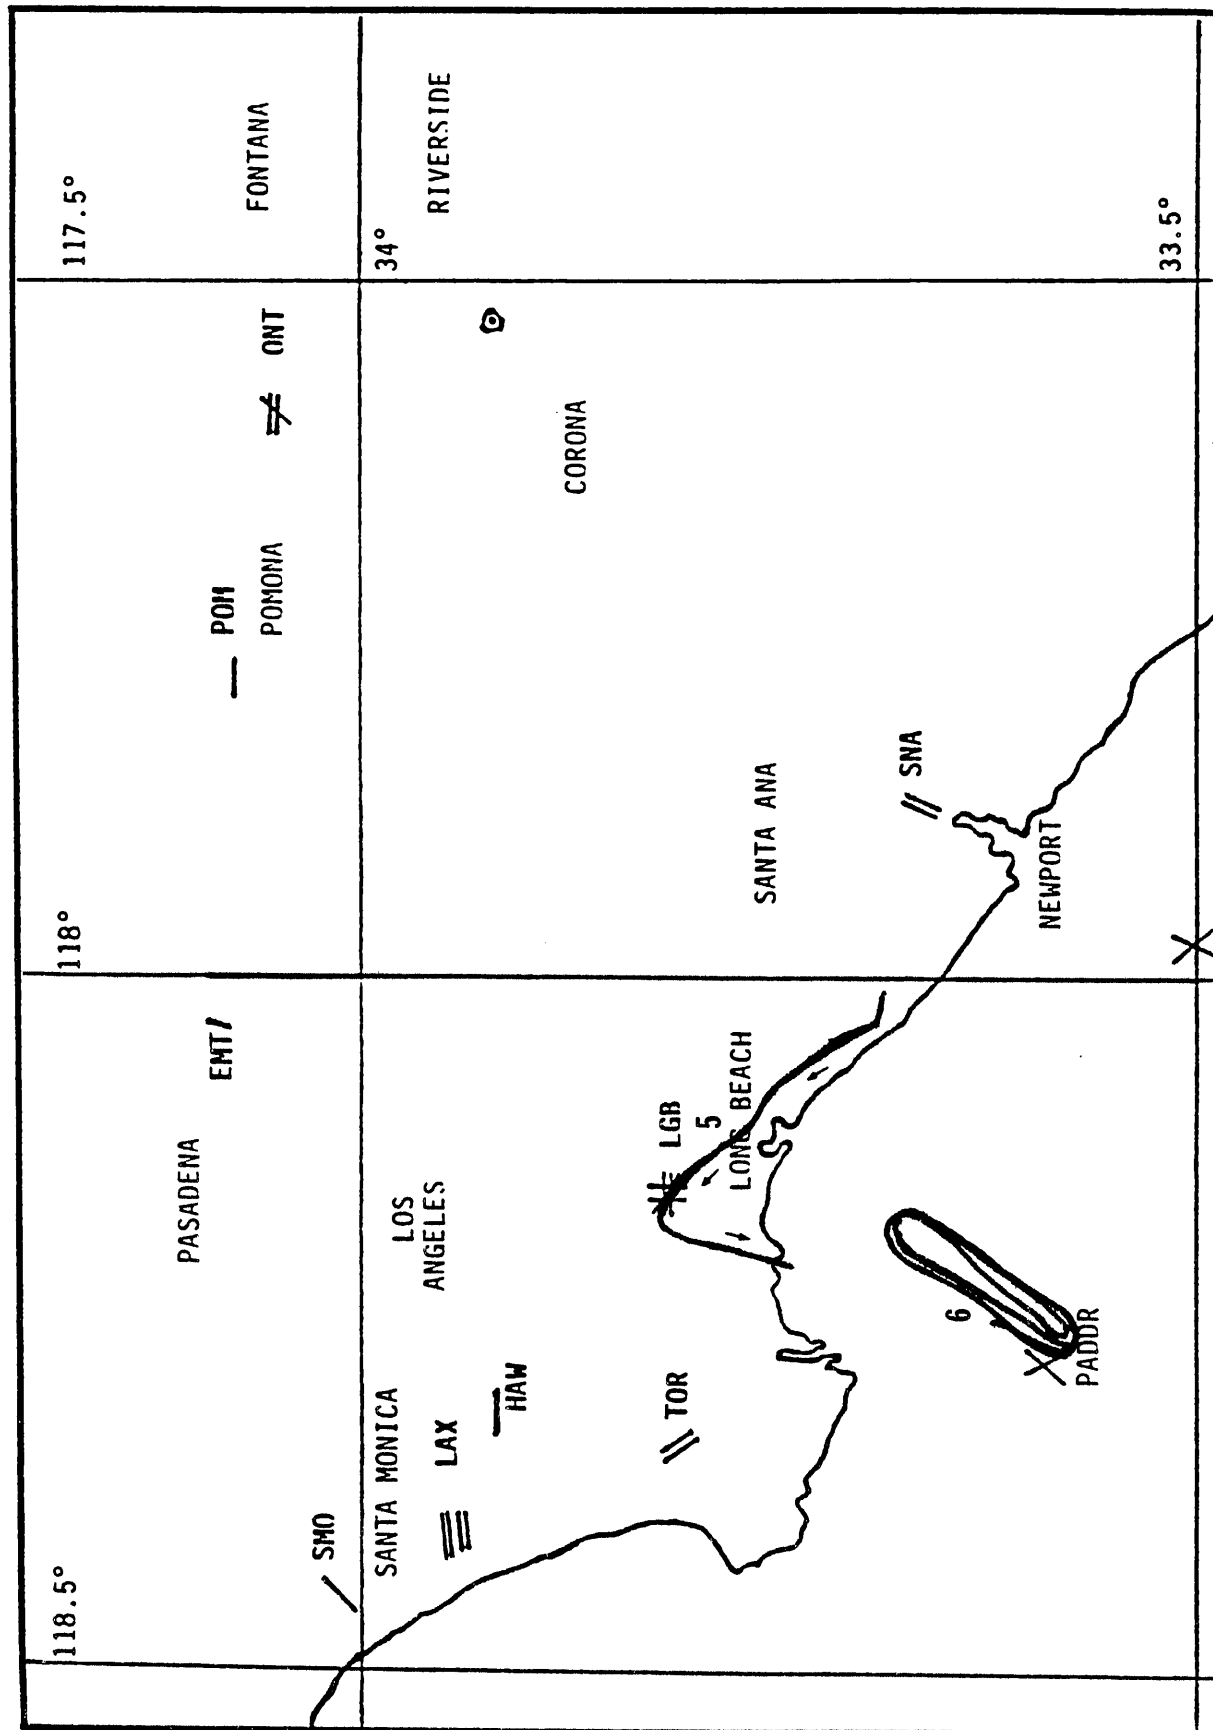 118.5°
118°
117.5°
PASADENA
EMT
POM
POMONA
ONT
FONTANA
SMO
34°
SANTA MONICA
LOS
ANGELES
RIVERSIDE
LAX
HAW
CORONA
TOR
LGB
5
LONG BEACH
SANTA ANA
SNA
6
NEWPORT
PADDR
33.5°